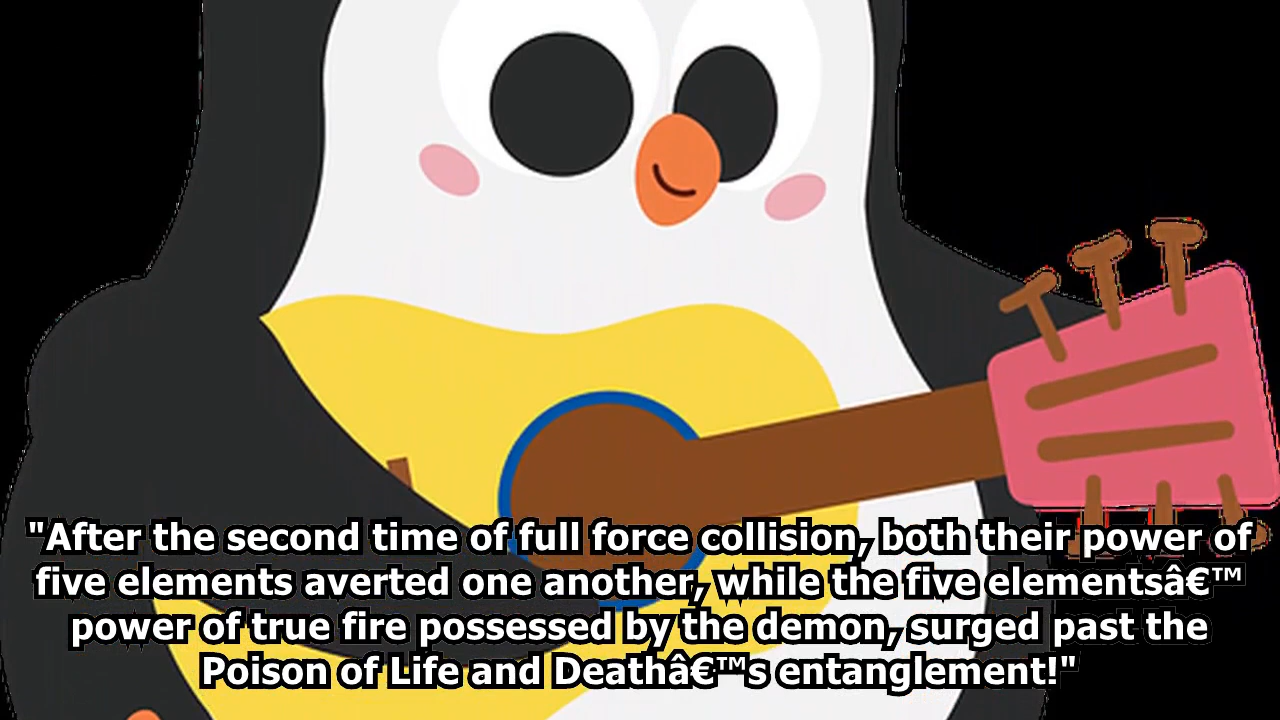 "After the second time of full force collision, both their power of
five elements averted one another, while the five elementsâ€™
power of true fire possessed by the demon, surged past the
Poison of Life and Deathâ€™s entanglement!"